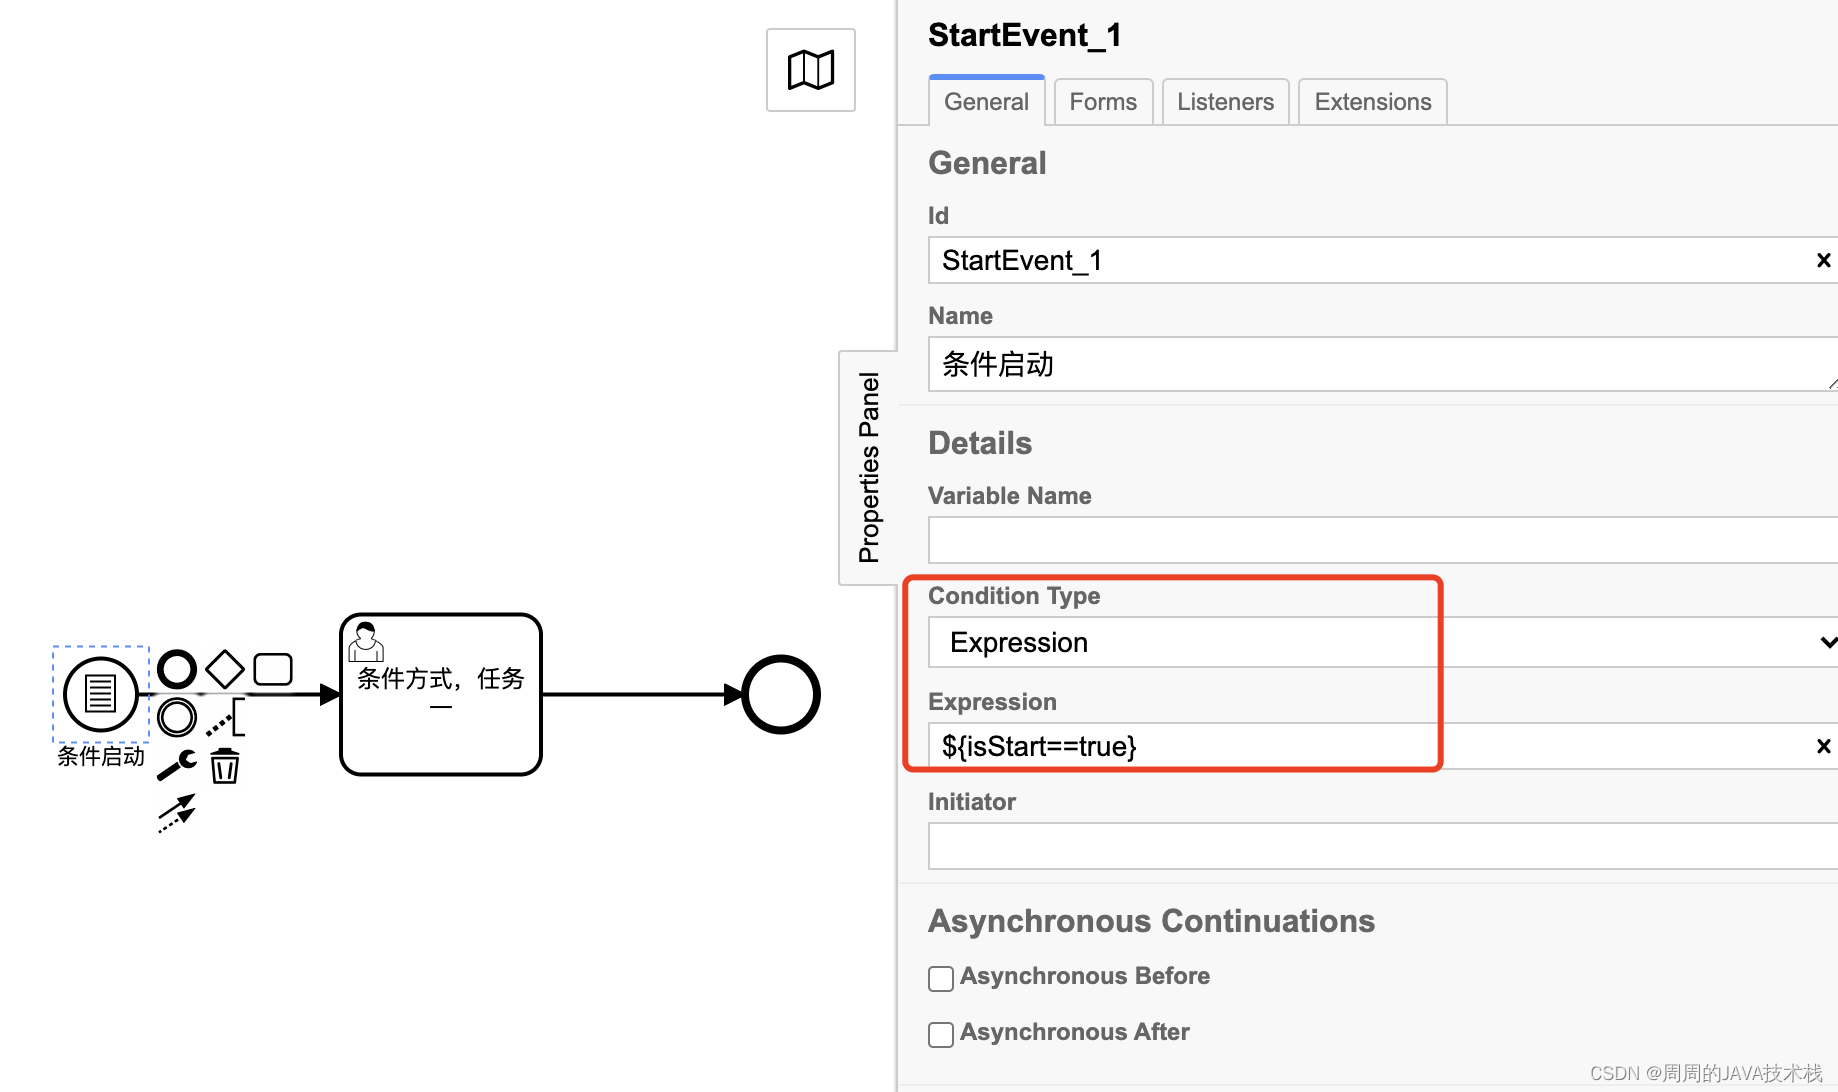 StartEvent_1
General
Forms
Listeners
Extensions
General
Id
StartEvent_1
Name
条件启动
Properties Panel
Details
Variable Name
Condition Type
Expression
Expression
${isStart==true}
Initiator
Asynchronous Continuations
Asynchronous Before
Asynchronous After
条件启动
条件方式，任务
一
CSDN @周周的JAVA技术栈